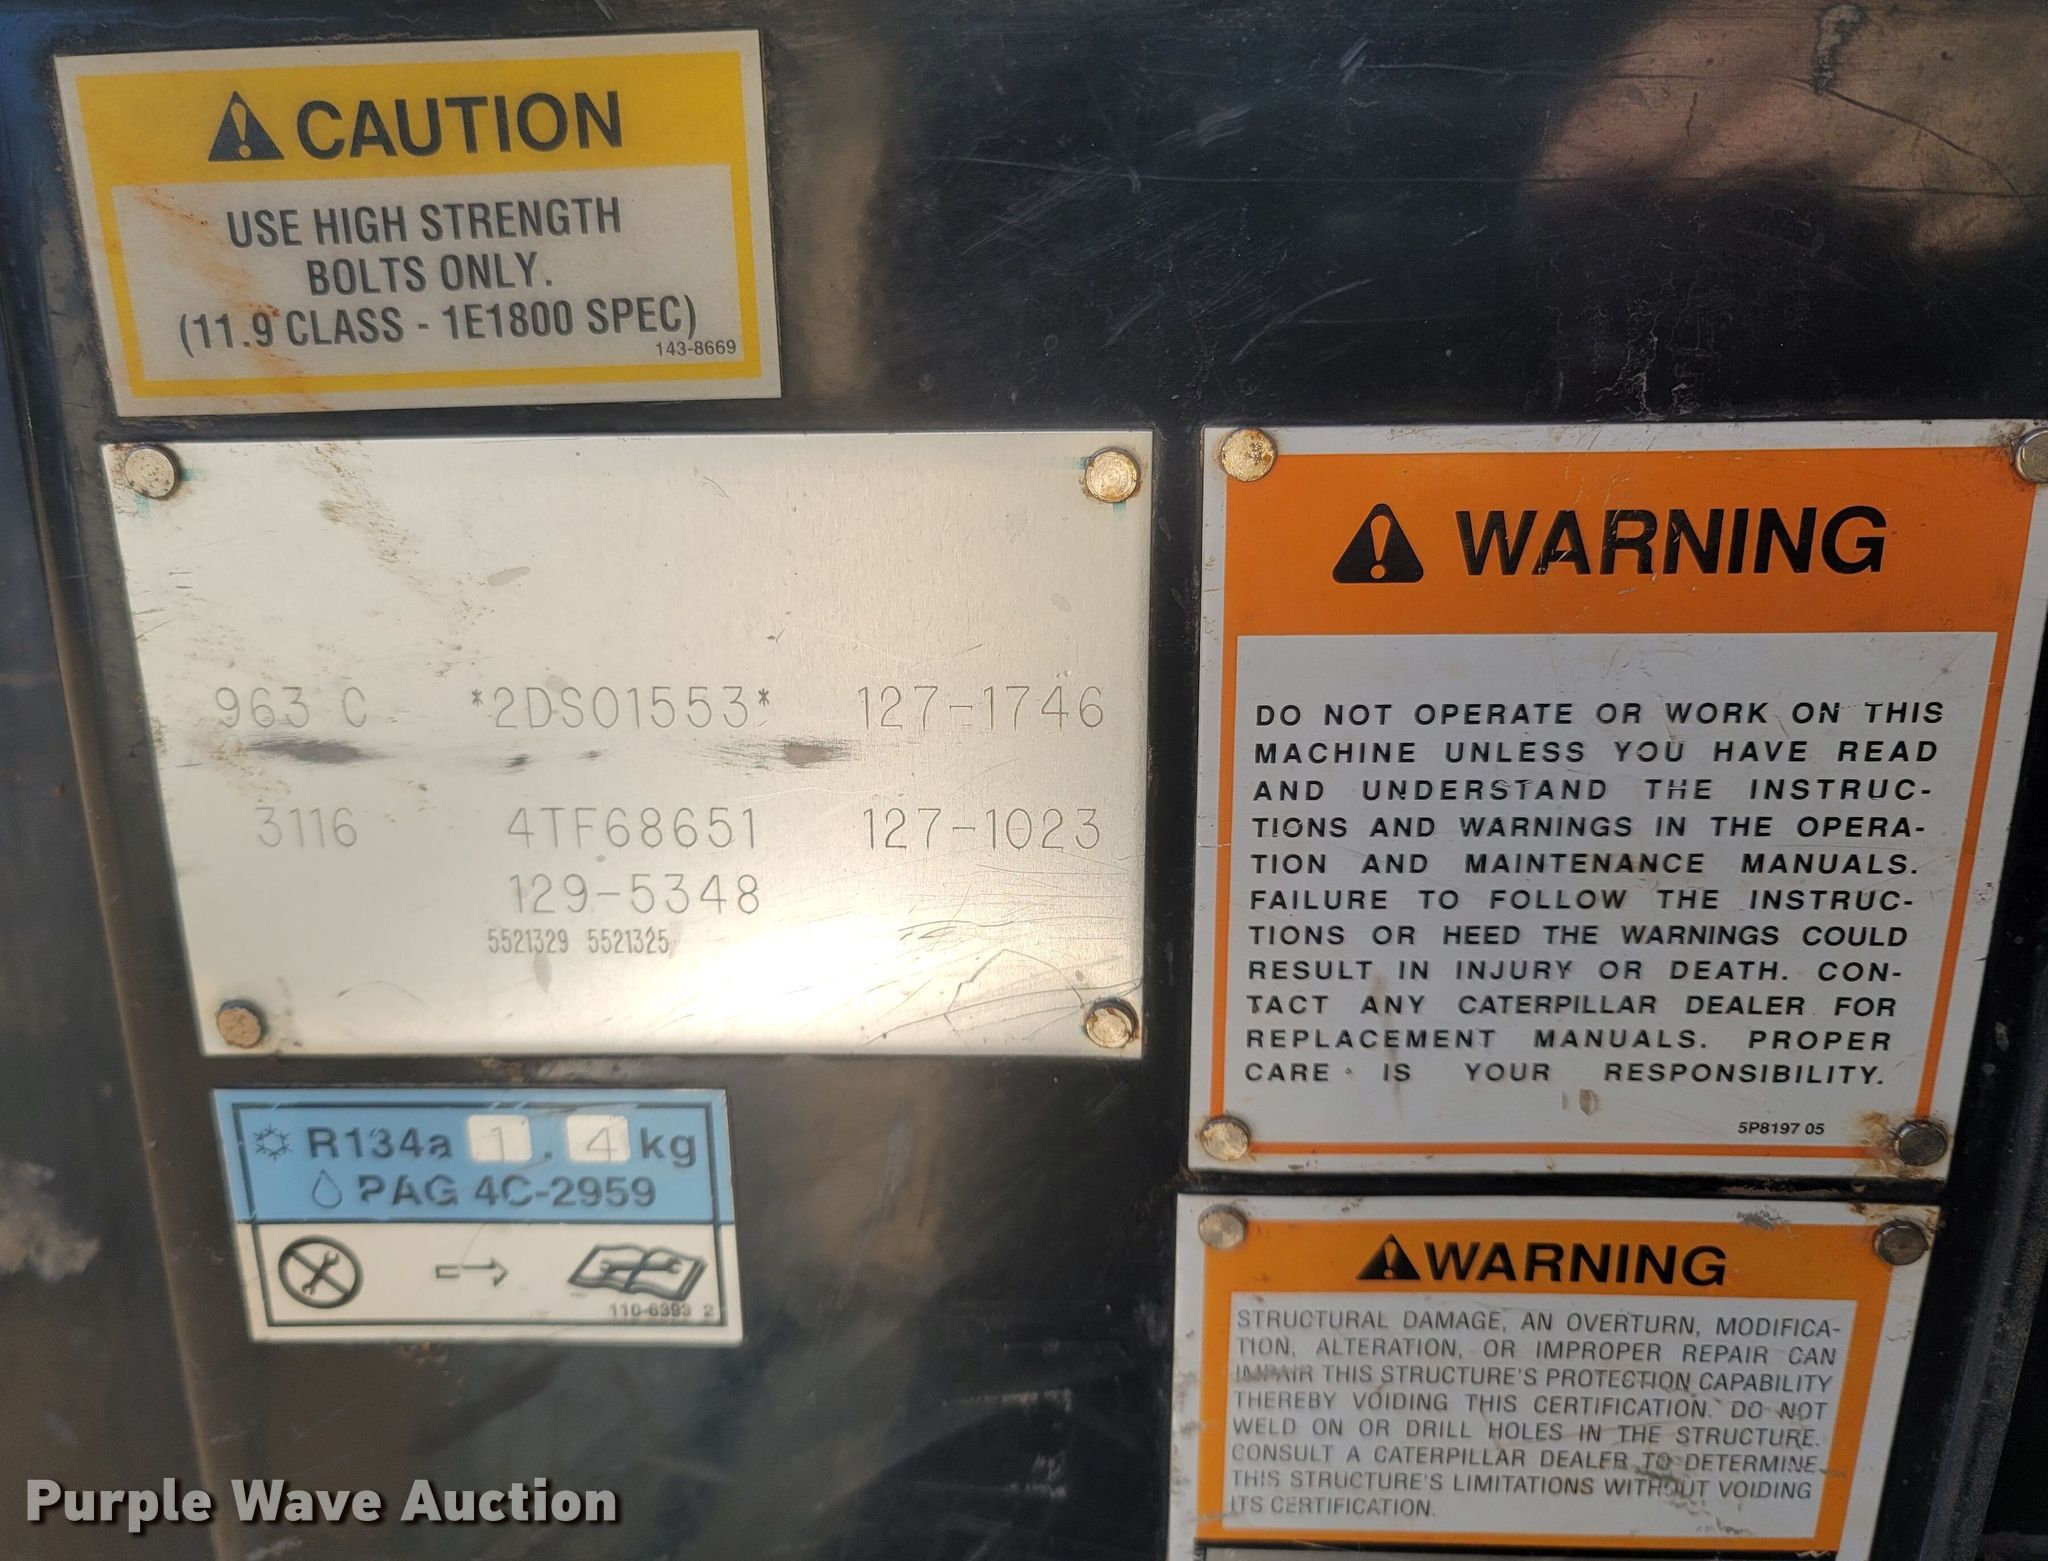 CAUTION
USE HIGH STRENGTH
BOLTS ONLY.
(11.9 CLASS - 1E1800 SPEC)
143-8669
963 C *2DS01553* 127-1746
3116 4TF68651 127-1023
129-5348
5521329 5521325
R134a 1.4 kg
PAG 4C-2959
110-6393 2
WARNING
DO NOT OPERATE OR WORK ON THIS
MACHINE UNLESS YOU HAVE READ
AND UNDERSTAND THE INSTRUC-
TIONS AND WARNINGS IN THE OPERA-
TION AND MAINTENANCE MANUALS.
FAILURE TO FOLLOW THE INSTRUC-
TIONS OR HEED THE WARNINGS COULD
RESULT IN INJURY OR DEATH. CON-
TACT ANY CATERPILLAR DEALER FOR
REPLACEMENT MANUALS. PROPER
CARE IS YOUR RESPONSIBILITY.
5P8197 05
WARNING
STRUCTURAL DAMAGE, AN OVERTURN, MODIFICA-
TION, ALTERATION, OR IMPROPER REPAIR CAN
IMPAIR THIS STRUCTURE'S PROTECTION CAPABILITY
THEREBY VOIDING THIS CERTIFICATION. DO NOT
WELD ON OR DRILL HOLES IN THE STRUCTURE.
CONSULT A CATERPILLAR DEALER TO DETERMINE
THIS STRUCTURE'S LIMITATIONS WITHOUT VOIDING
ITS CERTIFICATION.
Purple Wave Auction